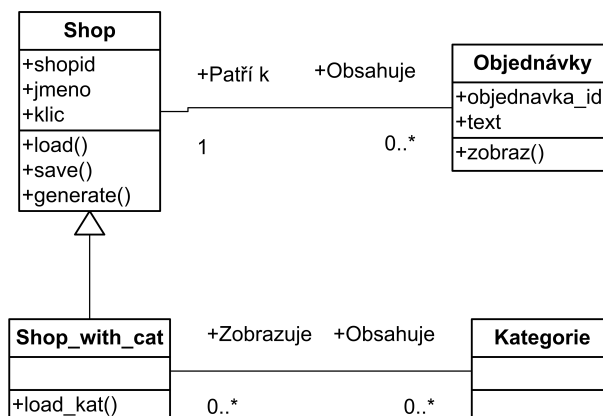 Shop
+shopid
+jmeno
+klic
+load()
+save()
+generate()
+Patří k
+Obsahuje
1
0..*
Objednávky
+objednavka_id
+text
+zobraz()
Shop_with_cat
+load_kat()
+Zobrazuje
+Obsahuje
0..*
0..*
Kategorie